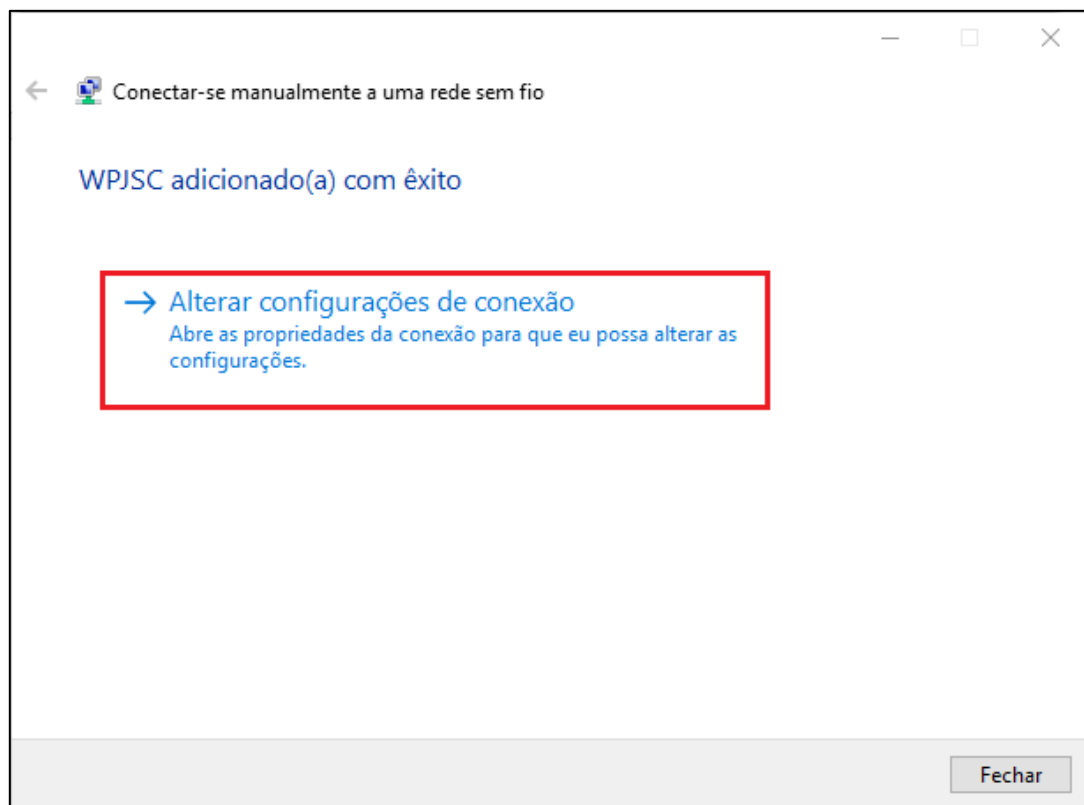 Conectar-se manualmente a uma rede sem fio
WPJSC adicionado(a) com êxito
Alterar configurações de conexão
Abre as propriedades da conexão para que eu possa alterar as
configurações.
Fechar